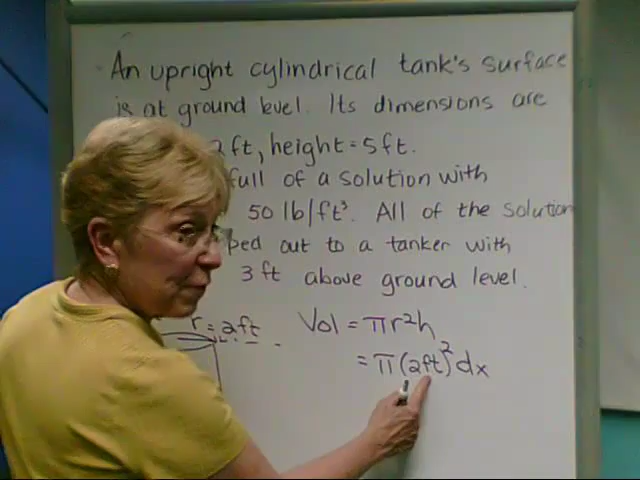 An upright cylindrical tank's surface
is at ground level. Its dimensions are
2ft, height = 5ft.
full of a solution with
50 lb/ft³. All of the solution
ped out to a tanker with
3 ft above ground level.
r = 2ft
Vol = πr²h
= π(2ft)²dx